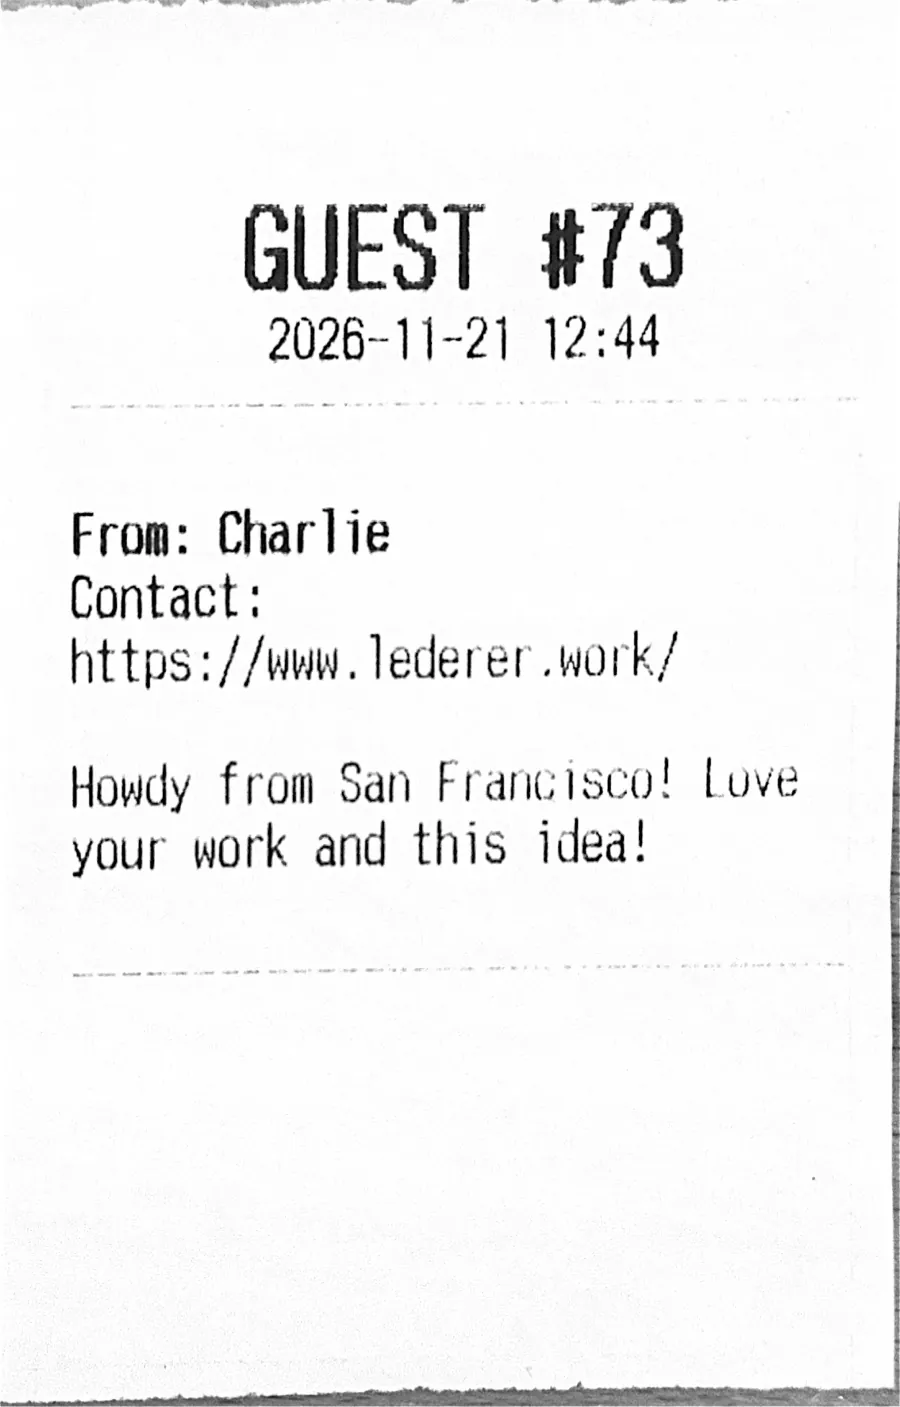 GUEST #73
2026-11-21 12:44
From: Charlie
Contact:
https://www.lederer.work/
Howdy from San Francisco! Love
your work and this idea!